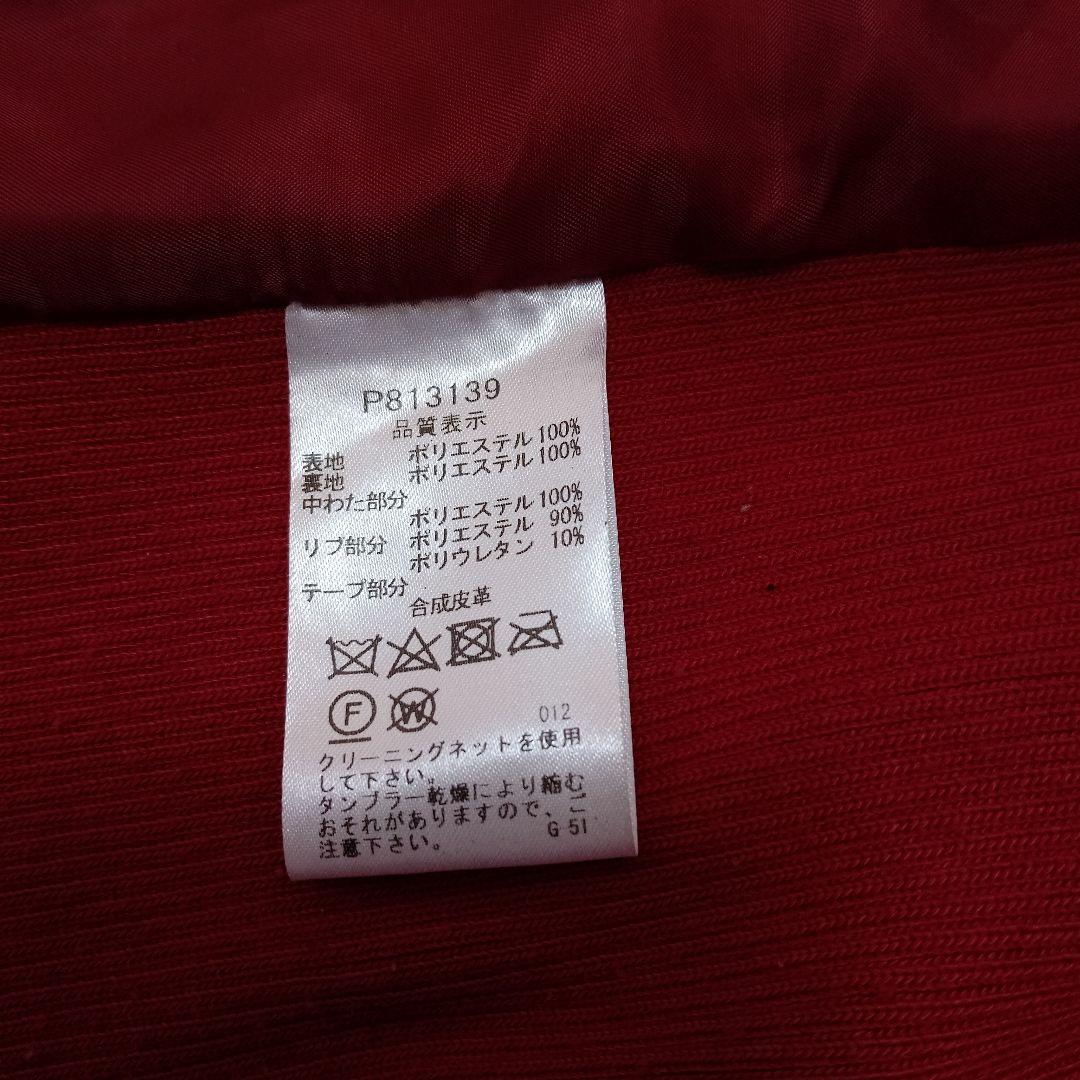 P813139
品質表示
表地 ポリエステル 100%
裏地 ポリエステル 100%
中わた部分
ポリエステル 100%
リブ部分 ポリエステル 90%
ポリウレタン 10%
テープ部分
合成皮革
F W
012
クリーニングネットを使用
して下さい。
タンブラー乾燥により縮む
おそれがありますので、ご
注意下さい。
G-51